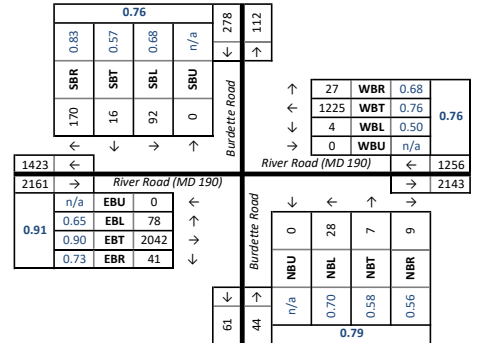 0.76
0.83 0.57 0.68 n/a
SBR SBT SBL SBU
170 16 92 0
← ↓ → ↑
278 112
↓ ↑
Burdette Road
↑ 27 WBR 0.68
← 1225 WBT 0.76
↓ 4 WBL 0.50
→ 0 WBU n/a
0.76
1423 ←
River Road (MD 190)
← 1256
2161 →
River Road (MD 190)
→ 2143
0.91
n/a EBU 0 ←
0.65 EBL 78 ↑
0.90 EBT 2042 →
0.73 EBR 41 ↓
Burdette Road
↓ ← ↑ →
0 28 7 9
NBU NBL NBT NBR
n/a 0.70 0.58 0.56
0.79
↓ ↑
61 44